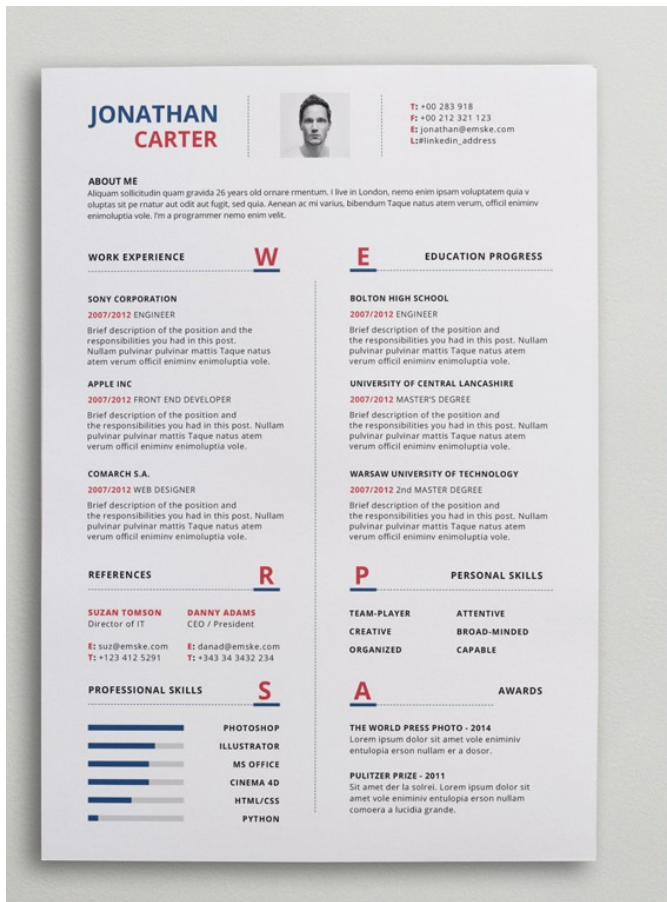 JONATHAN
CARTER
T: +00 283 918
F: +00 212 321 123
E: jonathan@emske.com
L:#linkedin_address
ABOUT ME
Aliquam sollicitudin quam gravida 26 years old ornare rmentum. I live in London, nemo enim ipsam voluptatem quia v
oluptas sit pe rnatur aut odit aut fugit, sed quia. Aenean ac mi varius, bibendum Taque natus atem verum, officil eniminv
enimoluptia vole. I'm a programmer nemo enim velit.
WORK EXPERIENCE W
SONY CORPORATION
2007/2012 ENGINEER
Brief description of the position and the
responsibilities you had in this post.
Nullam pulvinar pulvinar mattis Taque natus
atem verum officil eniminv enimoluptia vole.
APPLE INC
2007/2012 FRONT END DEVELOPER
Brief description of the position and
the responsibilities you had in this post. Nullam
pulvinar pulvinar mattis Taque natus atem
verum officil eniminv enimoluptia vole.
COMARCH S.A.
2007/2012 WEB DESIGNER
Brief description of the position and
the responsibilities you had in this post. Nullam
pulvinar pulvinar mattis Taque natus atem
verum officil eniminv enimoluptia vole.
REFERENCES R
SUZAN TOMSON
Director of IT
E: suz@emske.com
T: +123 412 5291
DANNY ADAMS
CEO / President
E: danad@emske.com
T: +343 34 3432 234
PROFESSIONAL SKILLS S
PHOTOSHOP
ILLUSTRATOR
MS OFFICE
CINEMA 4D
HTML/CSS
PYTHON
E EDUCATION PROGRESS
BOLTON HIGH SCHOOL
2007/2012 ENGINEER
Brief description of the position and
the responsibilities you had in this post. Nullam
pulvinar pulvinar mattis Taque natus atem
verum officil eniminv enimoluptia vole.
UNIVERSITY OF CENTRAL LANCASHIRE
2007/2012 MASTER'S DEGREE
Brief description of the position and
the responsibilities you had in this post. Nullam
pulvinar pulvinar mattis Taque natus atem
verum officil eniminv enimoluptia vole.
WARSAW UNIVERSITY OF TECHNOLOGY
2007/2012 2nd MASTER DEGREE
Brief description of the position and
the responsibilities you had in this post. Nullam
pulvinar pulvinar mattis Taque natus atem
verum officil eniminv enimoluptia vole.
P PERSONAL SKILLS
TEAM-PLAYER ATTENTIVE
CREATIVE BROAD-MINDED
ORGANIZED CAPABLE
A AWARDS
THE WORLD PRESS PHOTO - 2014
Lorem ipsum dolor sit amet vole eniminiv
entulopia erson nullam er a dosor.
PULITZER PRIZE - 2011
Sit amet der la solrei. Lorem ipsum dolor sit
amet vole eniminiv entulopia erson nullam
comoera a lucidia grande.